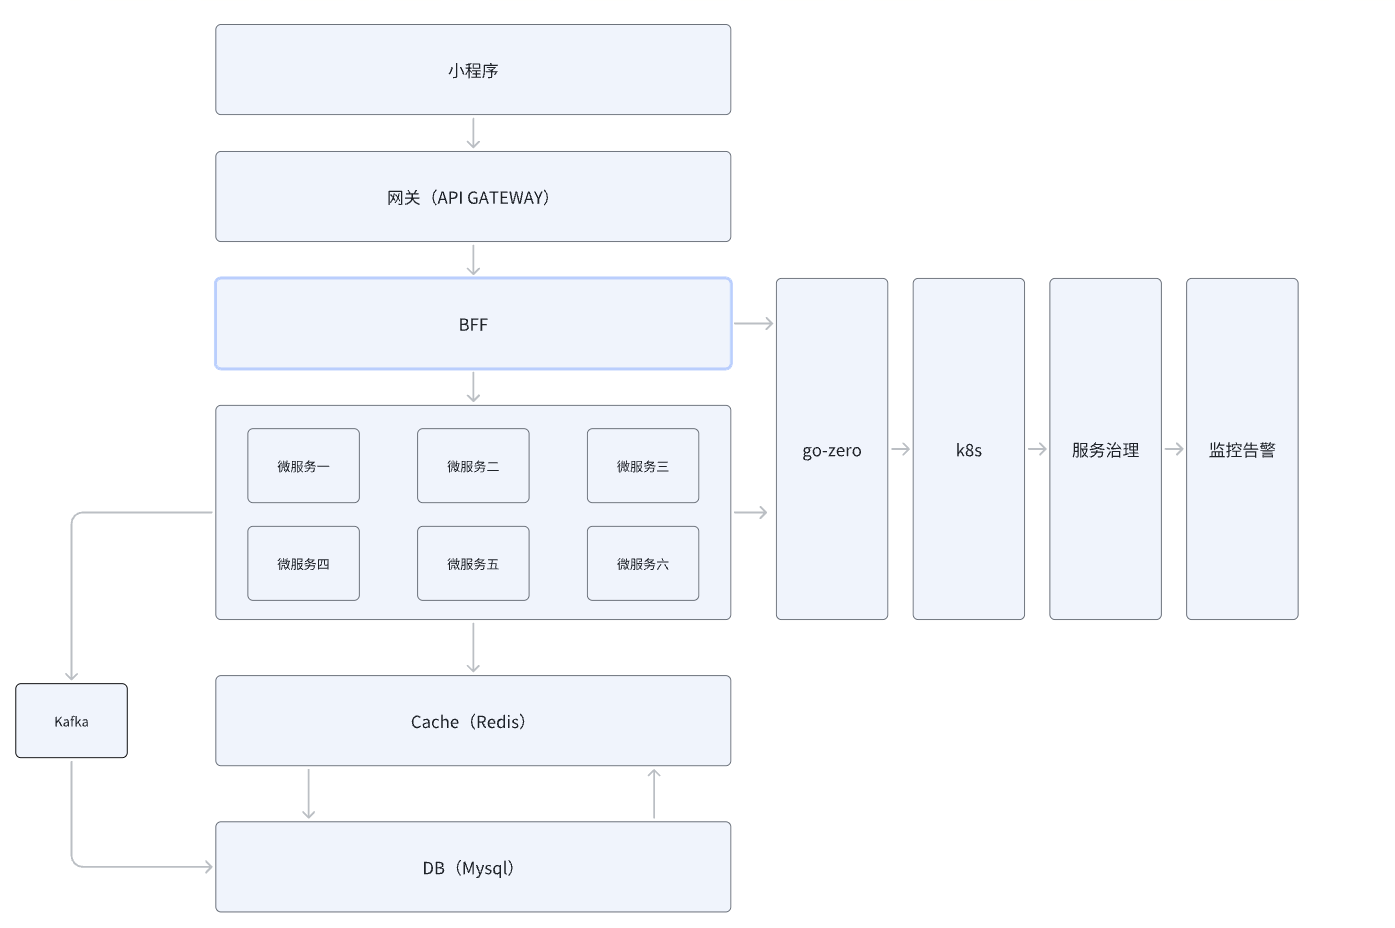 小程序
网关（API GATEWAY）
BFF
微服务一
微服务二
微服务三
微服务四
微服务五
微服务六
go-zero
k8s
服务治理
监控告警
Kafka
Cache（Redis）
DB（Mysql）